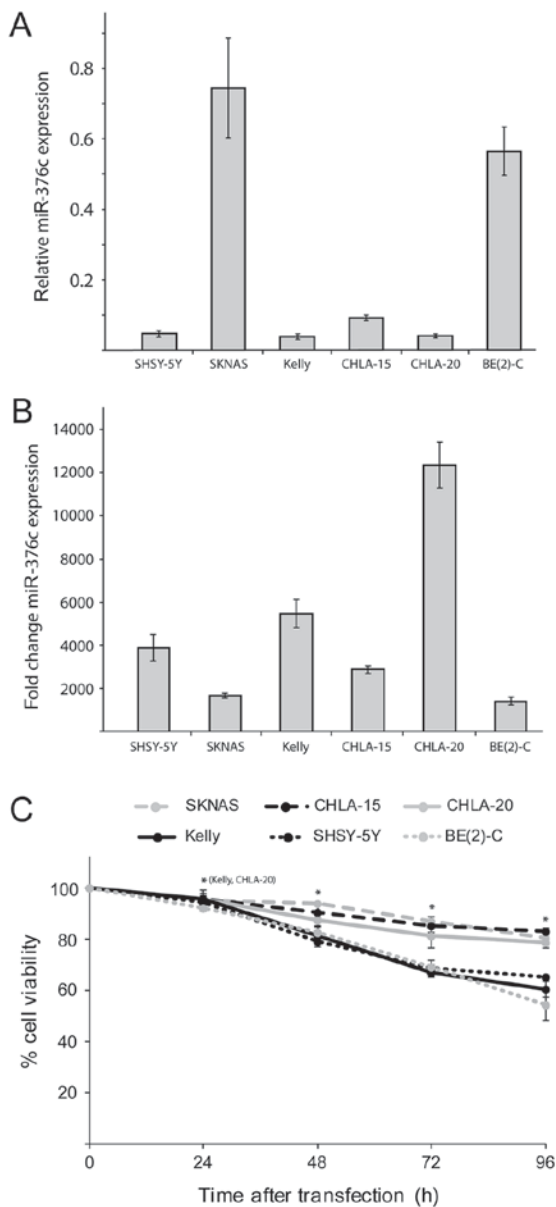 A
Relative miR-376c expression
0.8
0.6
0.4
0.2
SHSY-5Y SKNAS Kelly CHLA-15 CHLA-20 BE(2)-C
B
Fold change miR-376c expression
14000
12000
10000
8000
6000
4000
2000
SHSY-5Y SKNAS Kelly CHLA-15 CHLA-20 BE(2)-C
C
SKNAS CHLA-15 CHLA-20
Kelly SHSY-5Y BE(2)-C
% cell viability
120
100
80
60
40
20
* (Kelly, CHLA-20)
*
*
*
0 24 48 72 96
Time after transfection (h)